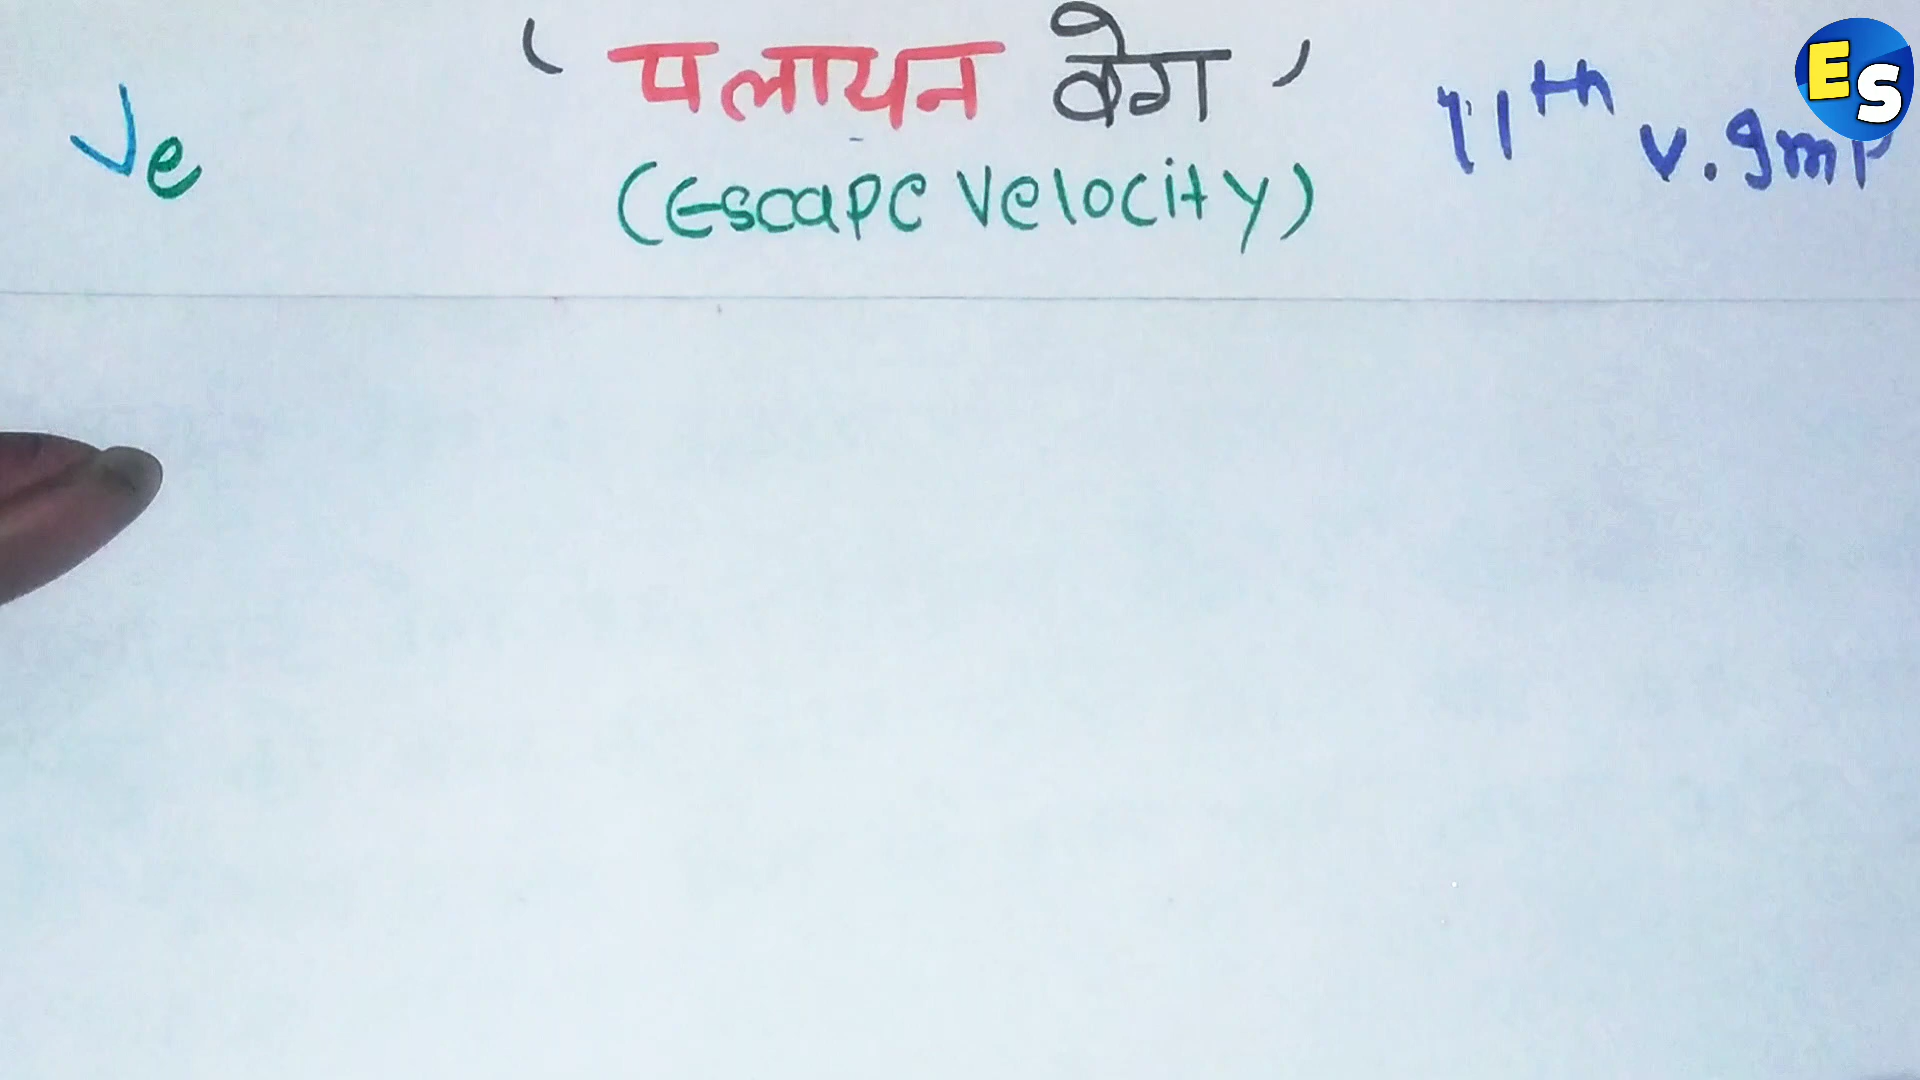 ' पलायन वेग '
Ve
(Escape Velocity)
11th v. Imp
ES